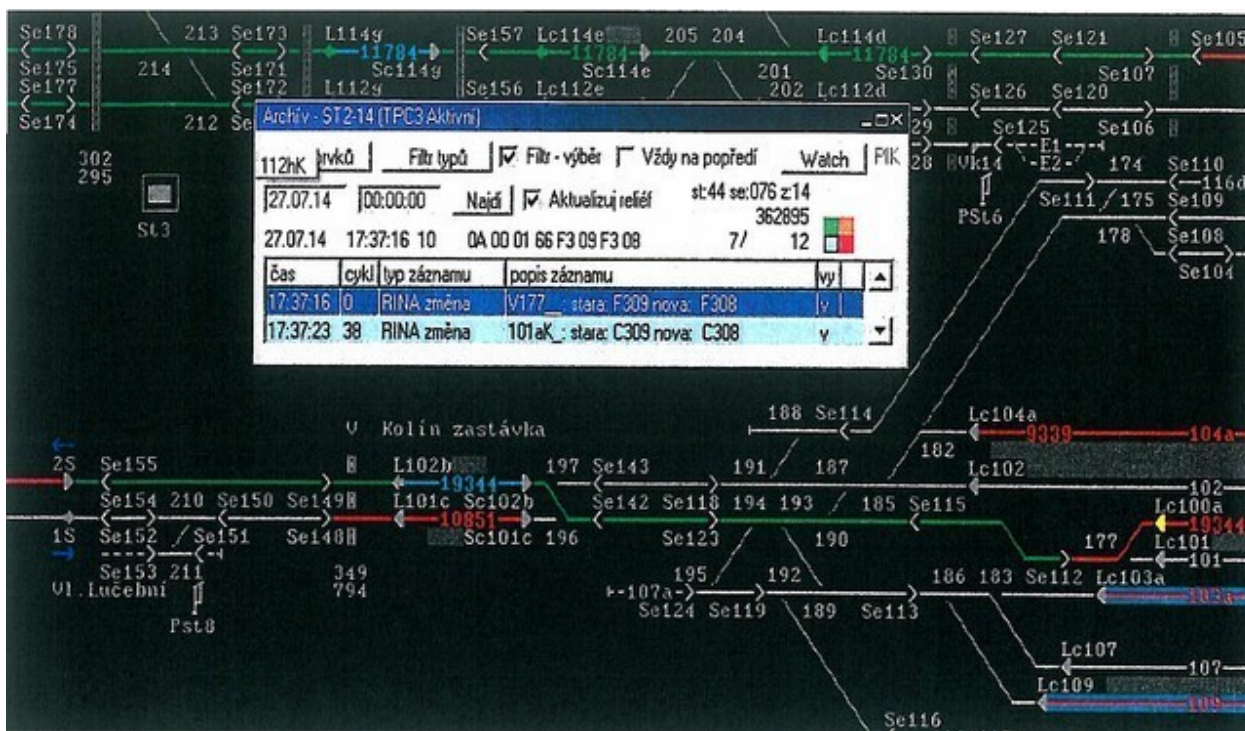 Se178 213 Se173 L114g Se157 Lc114e 205 204 Lc114d Se127 Se121 Se105
11784 11784 11784
Se175 214 Se171 Sc114g Sc114e 201 Se130 Se107
Se177 Se172 L112g Se156 Lc112e 202 Lc112d Se126 Se120
Se174 212 Se
Archív - ST2-14 (TPC3 Aktivní)
29 Se125 Se106
302
295
112hK rvků Filtr typů Filtr - výběr Vždy na popředí Watch PIK
28 Vk14 E1
E2 174 Se110
116d
27.07.14 00:00:00 Najdi Aktualizuj reliéf st:44 se:076 z:14
362895
St3
PSt6 Se111 175 Se109
27.07.14 17:37:16 10 0A 00 01 66 F3 09 F3 08 7/ 12
178 Se108
Se104
čas cykl typ záznamu popis záznamu vy
17:37:16 0 RINA změna V177__: stara: F309 nova: F308 v
17:37:23 38 RINA změna 101aK_: stara: C309 nova: C308 v
188 Se114 Lc104a
V Kolín zastávka 9339 104a
182
2S Se155 L102b 197 Se143 191 187 Lc102
19344 102
Se154 210 Se150 Se149 L101c Sc102b Se142 Se118 194 193 185 Se115 Lc100a
10851 19344
1S Se152 Se151 Se148 Sc101c 196 Se123 190 177 Lc101
101
Se153 211 349 195 192 186 183 Se112 Lc103a
Vl.Lučební 794 107a 103a
Pst8 Se124 Se119 189 Se113
Lc107
107
Lc109
109
Se116